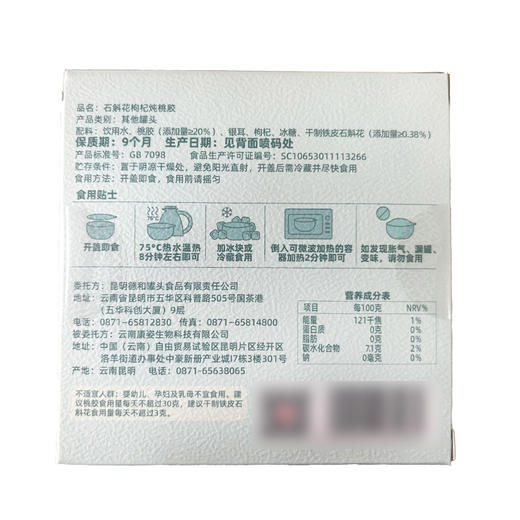 品名：石斛花枸杞炖桃胶
产品类别：其他罐头
配料：饮用水、桃胶（添加量≥20%）、银耳、枸杞、冰糖、干制铁皮石斛花（添加量≥0.38%）
保质期：9个月 生产日期：见背面喷码处
产品标准号：GB 7098 食品生产许可证编号：SC10653011113266
贮存条件：置于阴凉干燥处，避免阳光直射，开盖后需冷藏并尽快食用
食用方法：开盖即食，食用前请摇匀
食用贴士
75℃
开盖即食
75℃热水温热
8分钟左右即可
加冰块或
冷藏食用
倒入可微波加热的容
器加热2分钟即可
如发现胀气、漏罐、
变味，请勿食用
委托方：昆明德和罐头食品有限责任公司
地址：云南省昆明市五华区科普路505号国茶港
（五华科创大厦）9层
电话：0871-65812830 传真：0871-65814800
被委托方：云南康姿生物科技有限公司
地址：中国（云南）自由贸易试验区昆明片区经开区
洛羊街道办事处中豪新册产业城J17栋3楼301号
产地：云南昆明 电话：0871-65638065
营养成分表
项目 每100克 NRV%
能量 121千焦 1%
蛋白质 0克 0%
脂肪 0克 0%
碳水化合物 7.1克 2%
钠 0毫克 0%
不适宜人群：婴幼儿、孕妇及乳母不宜食用。建
议桃胶食用量每天不超过30克，建议干制铁皮石
斛花食用量每天不超过3克。